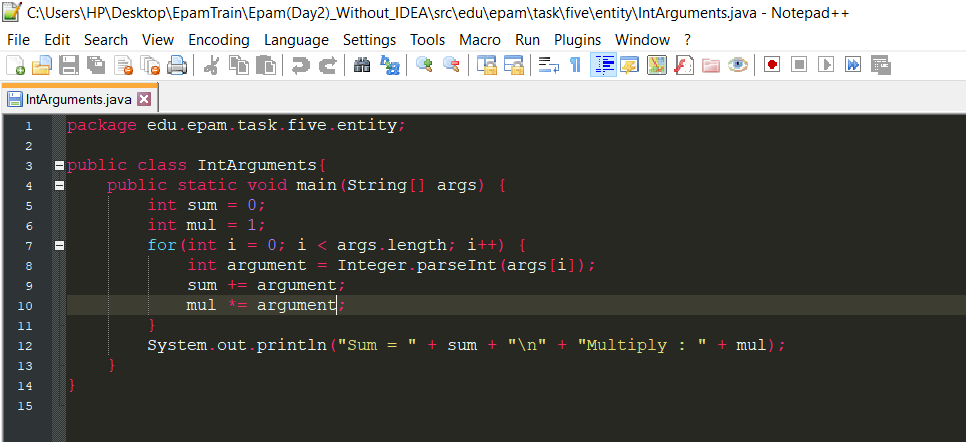 C:\Users\HP\Desktop\EpamTrain\Epam(Day2)_Without_IDEA\src\edu\epam\task\five\entity\IntArguments.java - Notepad++
File Edit Search View Encoding Language Settings Tools Macro Run Plugins Window ?
IntArguments.java
1 package edu.epam.task.five.entity;
2
3 public class IntArguments{
4     public static void main(String[] args) {
5         int sum = 0;
6         int mul = 1;
7         for(int i = 0; i < args.length; i++) {
8             int argument = Integer.parseInt(args[i]);
9             sum += argument;
10             mul *= argument;
11         }
12         System.out.println("Sum = " + sum + "\n" + "Multiply : " + mul);
13     }
14 }
15